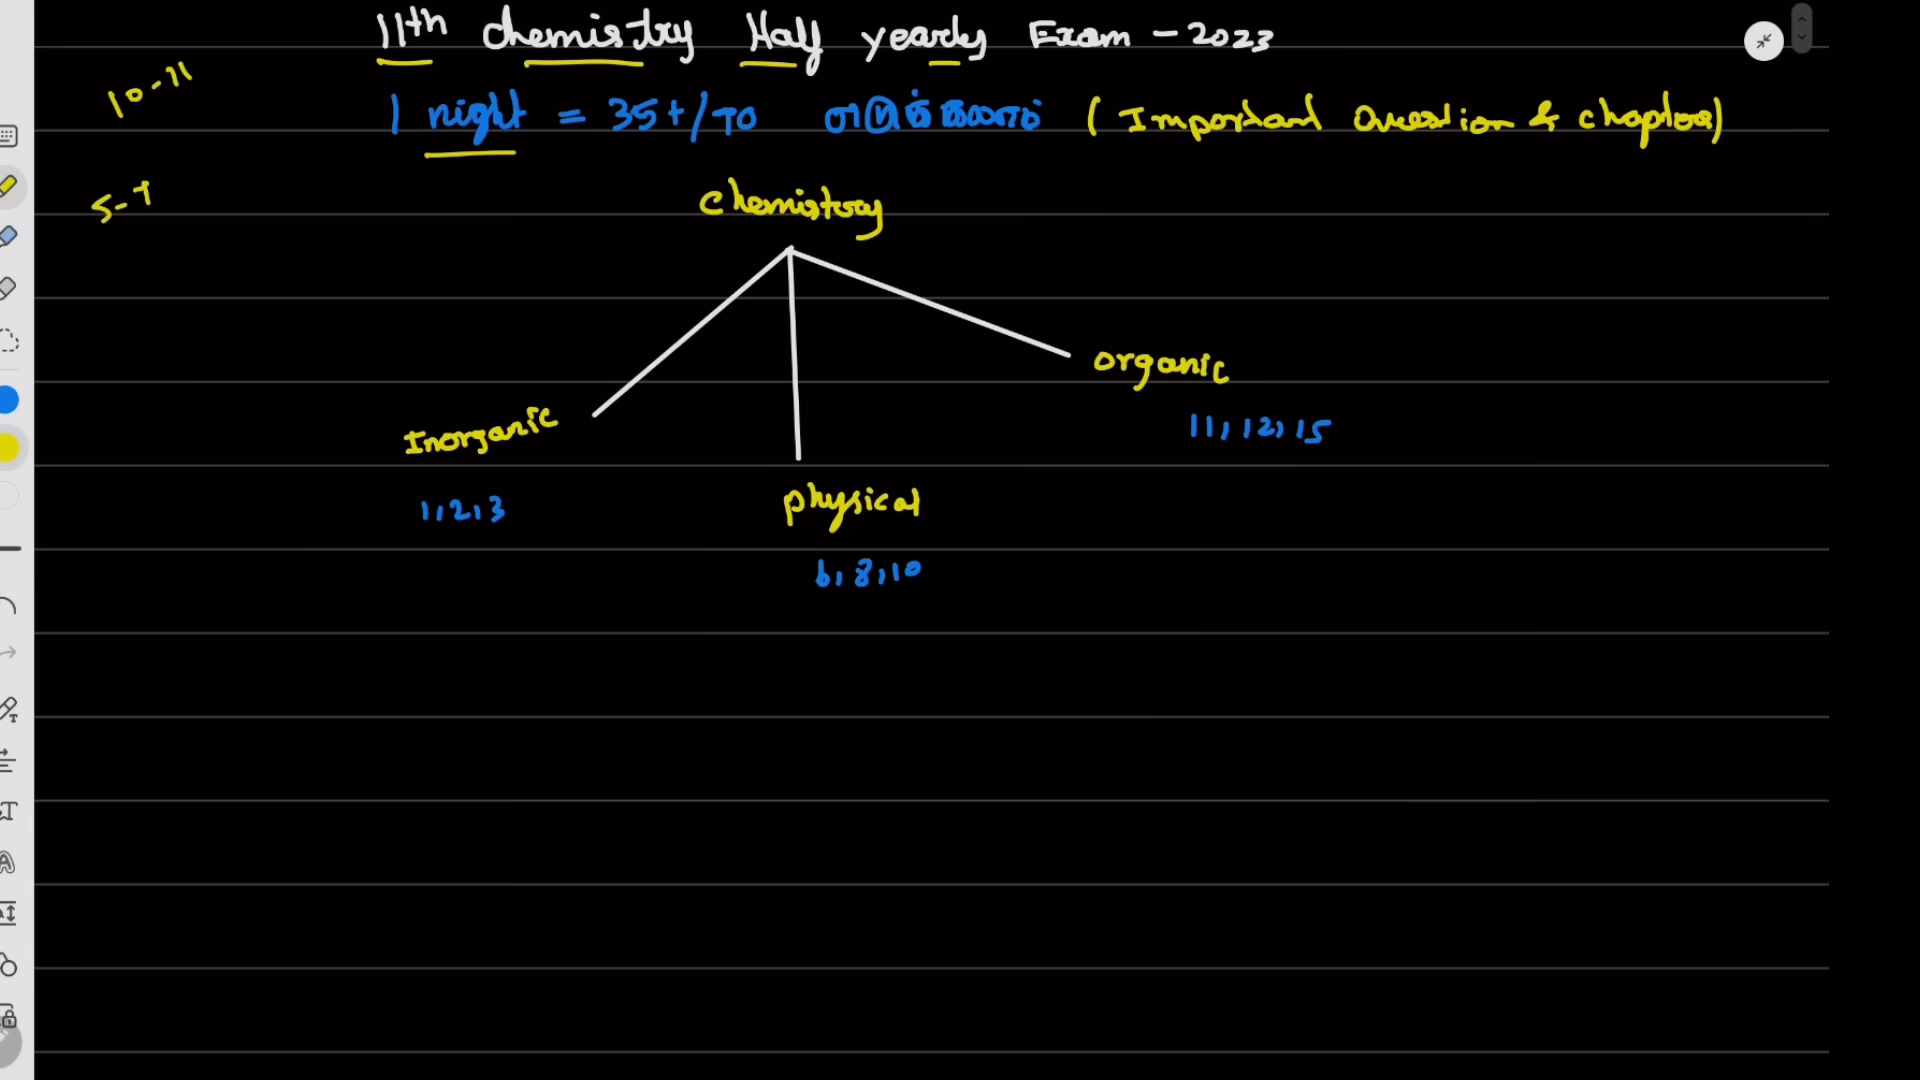 11th chemistry Half yearly Exam - 2023
10-11
1 night = 35+/70 (Important Question & chapters)
5-7
chemistry
organic
11, 12, 15
Inorganic
1, 2, 3
physical
6, 8, 10